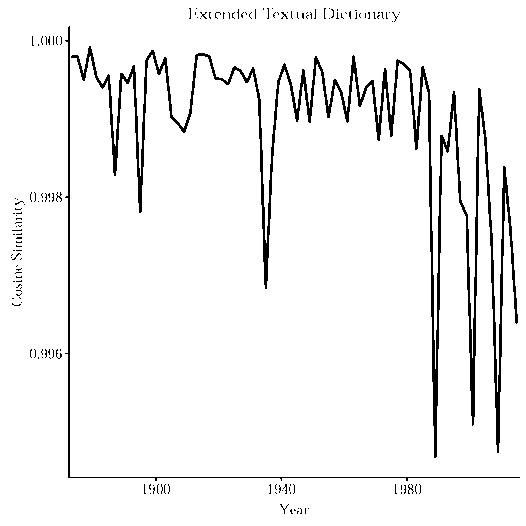 Extended Textual Dictionary
1.000
0.998
0.996
Cosine Similarity
1900
1940
1980
Year